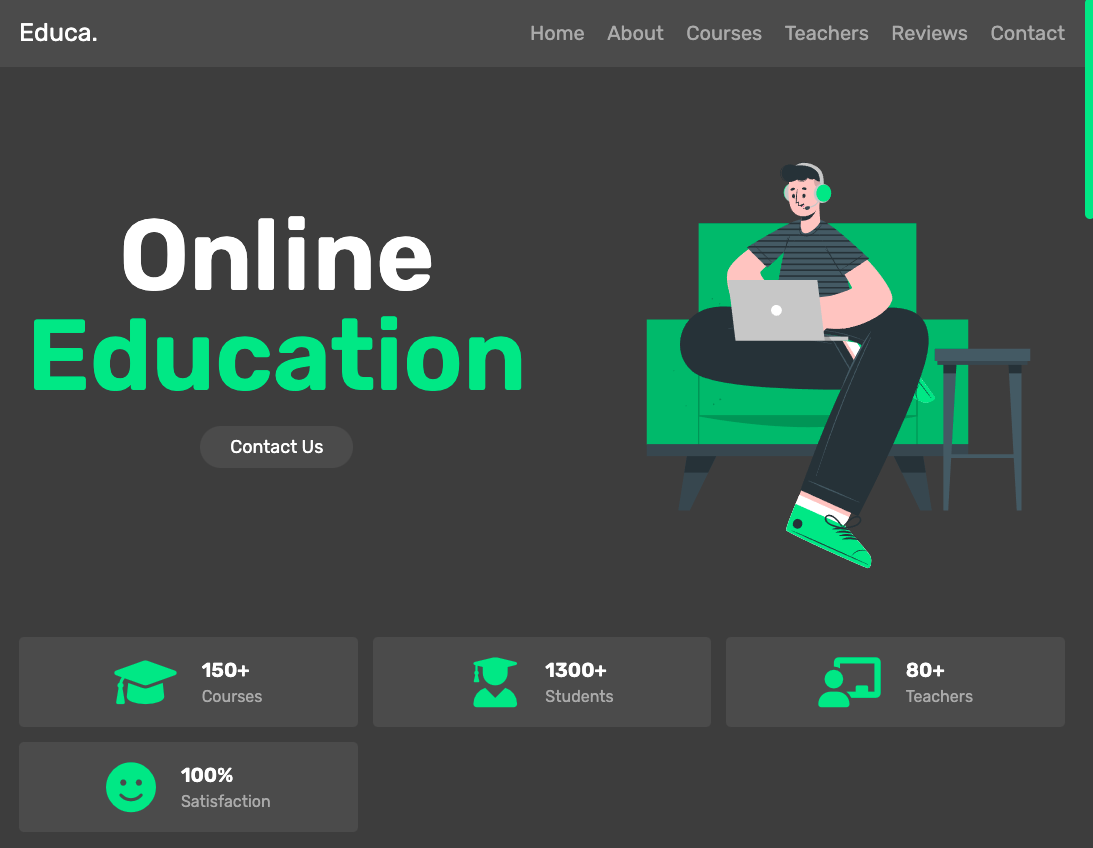 Educa.
Home About Courses Teachers Reviews Contact
Online
Education
Contact Us
150+
Courses
1300+
Students
80+
Teachers
100%
Satisfaction